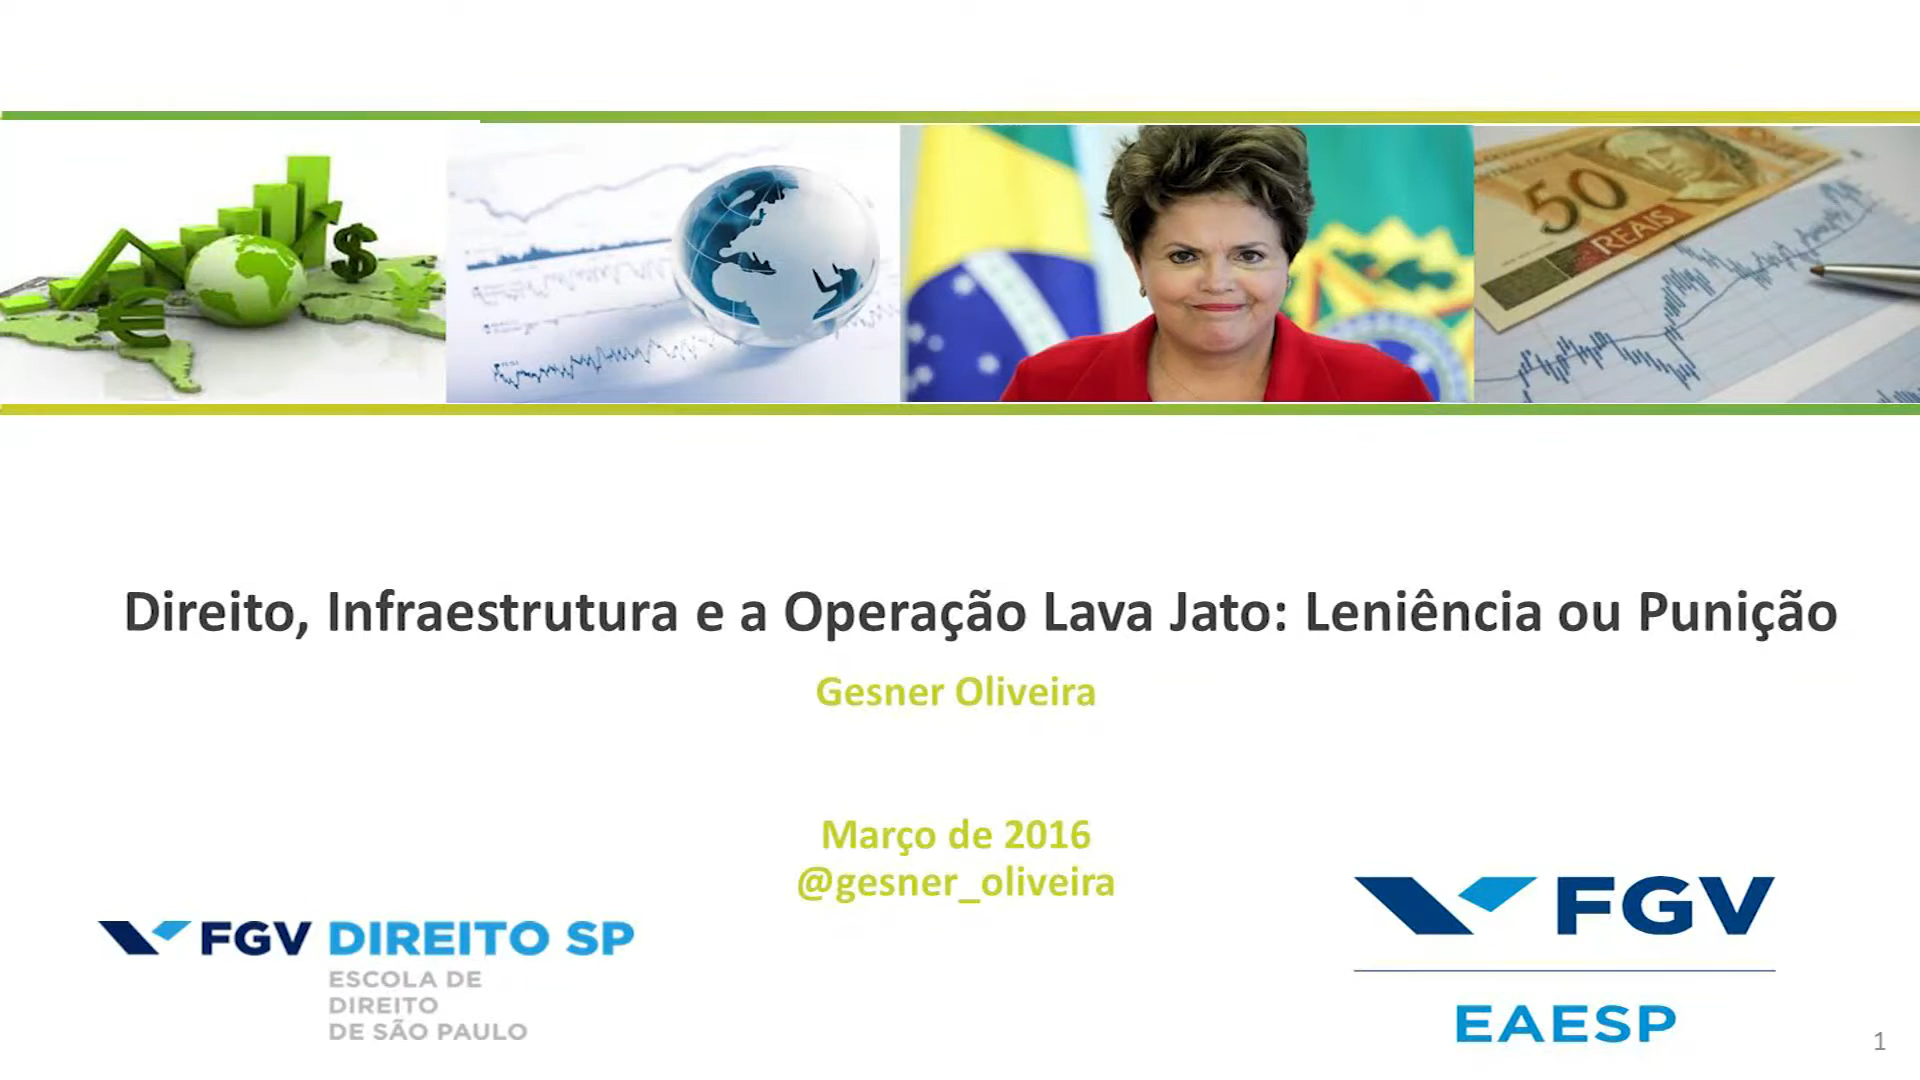 50
REAIS
Direito, Infraestrutura e a Operação Lava Jato: Leniência ou Punição
Gesner Oliveira
Março de 2016
@gesner_oliveira
FGV DIREITO SP
ESCOLA DE
DIREITO
DE SÃO PAULO
FGV
EAESP
1